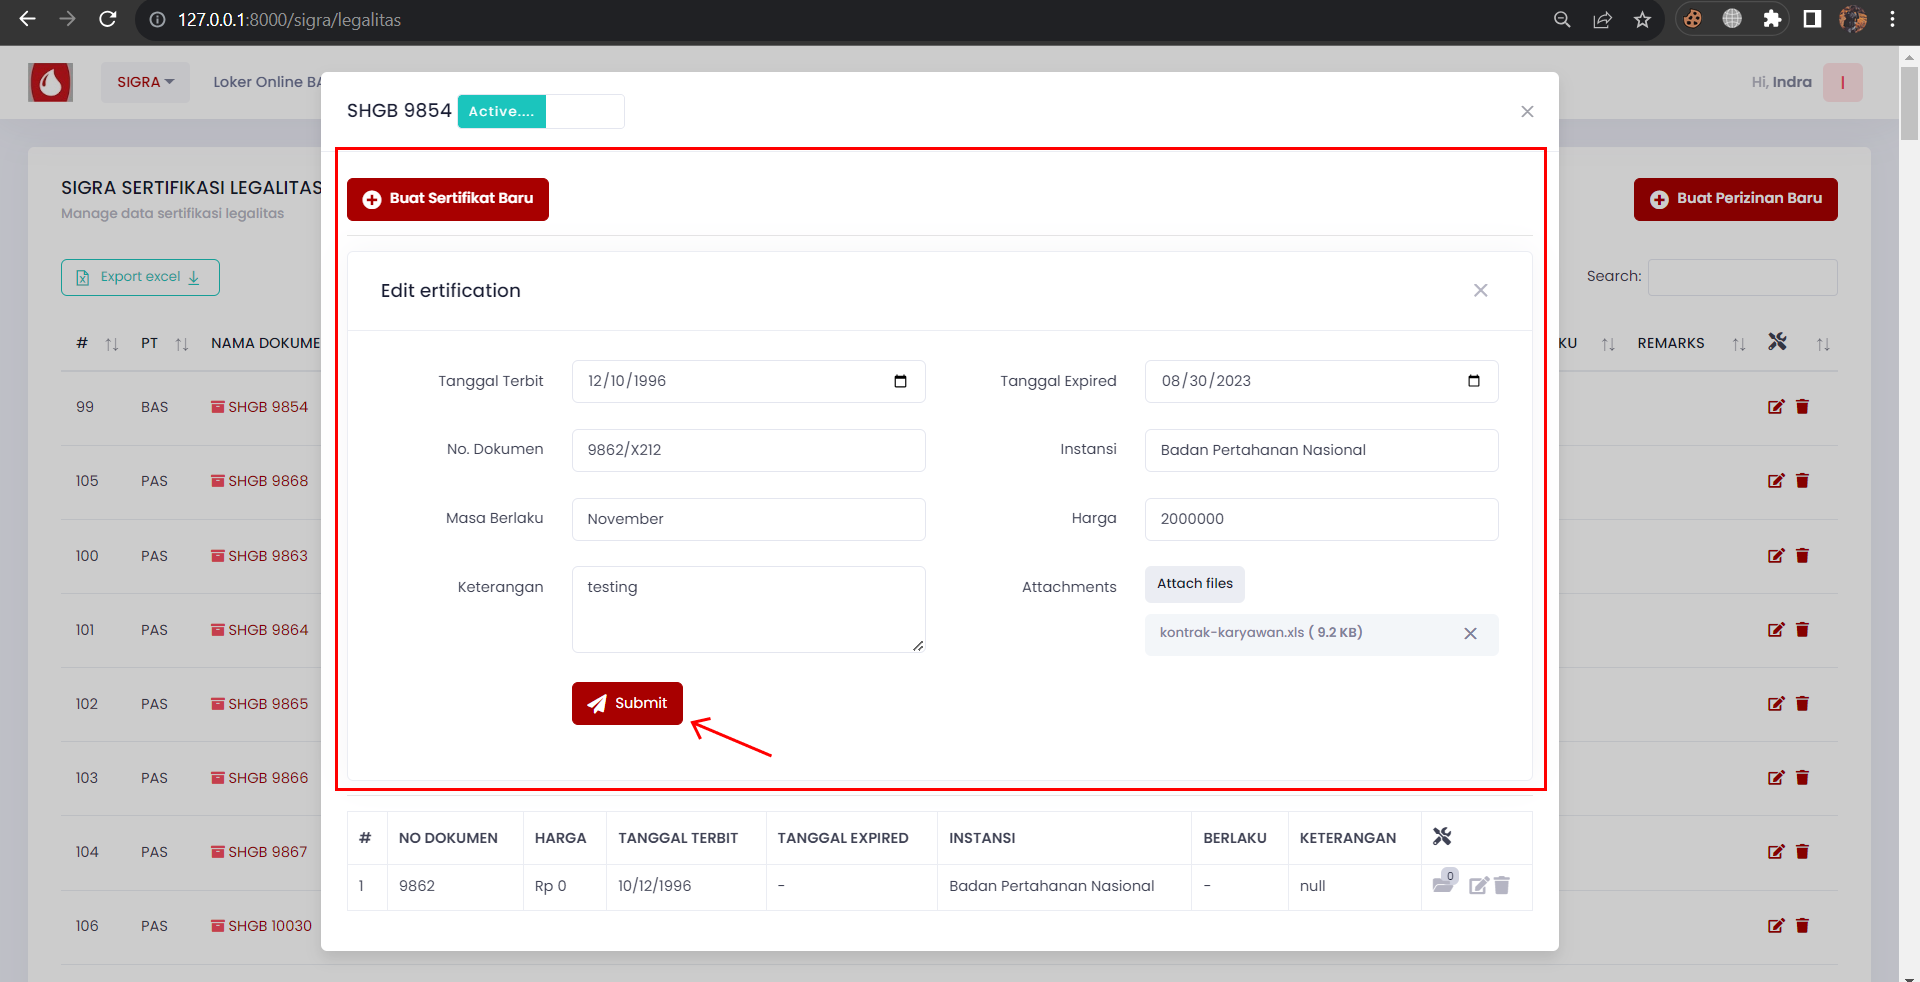 127.0.0.1:8000/sigra/legalitas
SIGRA
Loker Online BA
Hi, Indra
I
SHGB 9854
Active....
SIGRA SERTIFIKASI LEGALITAS
Manage data sertifikasi legalitas
Buat Sertifikat Baru
Buat Perizinan Baru
Export excel
Search:
Edit ertification
# PT NAMA DOKUME
KU REMARKS
Tanggal Terbit 12/10/1996
Tanggal Expired 08/30/2023
99 BAS SHGB 9854
No. Dokumen 9862/X212
Instansi Badan Pertahanan Nasional
105 PAS SHGB 9868
Masa Berlaku November
Harga 2000000
100 PAS SHGB 9863
Keterangan testing
Attachments Attach files
kontrak-karyawan.xls ( 9.2 KB)
101 PAS SHGB 9864
Submit
102 PAS SHGB 9865
103 PAS SHGB 9866
# NO DOKUMEN HARGA TANGGAL TERBIT TANGGAL EXPIRED INSTANSI BERLAKU KETERANGAN
104 PAS SHGB 9867
1 9862 Rp 0 10/12/1996 - Badan Pertahanan Nasional - null 0
106 PAS SHGB 10030